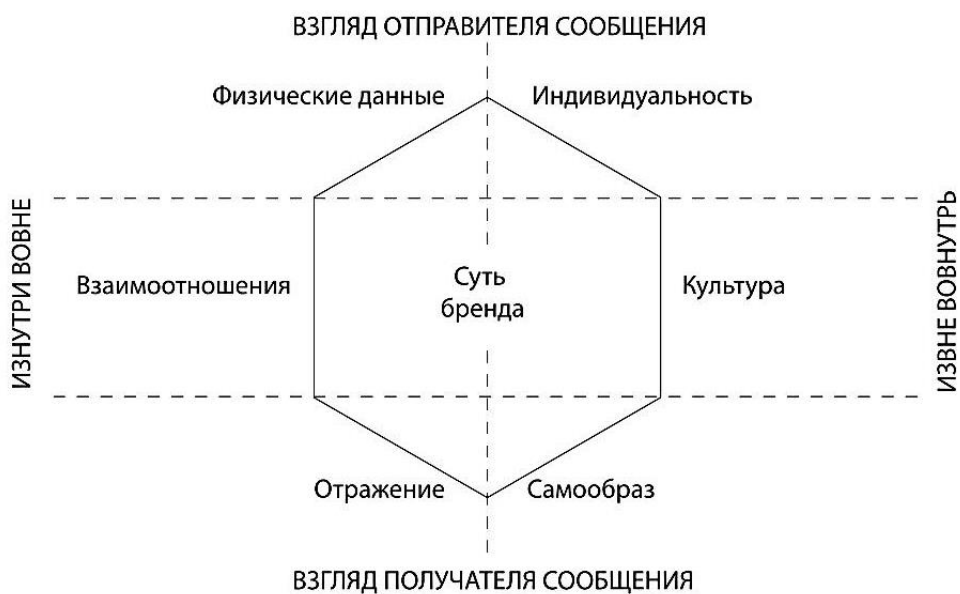 ВЗГЛЯД ОТПРАВИТЕЛЯ СООБЩЕНИЯ
Физические данные
Индивидуальность
ИЗНУТРИ ВОВНЕ
Взаимоотношения
Суть
бренда
Культура
ИЗВНЕ ВОВНУТРЬ
Отражение
Самообраз
ВЗГЛЯД ПОЛУЧАТЕЛЯ СООБЩЕНИЯ